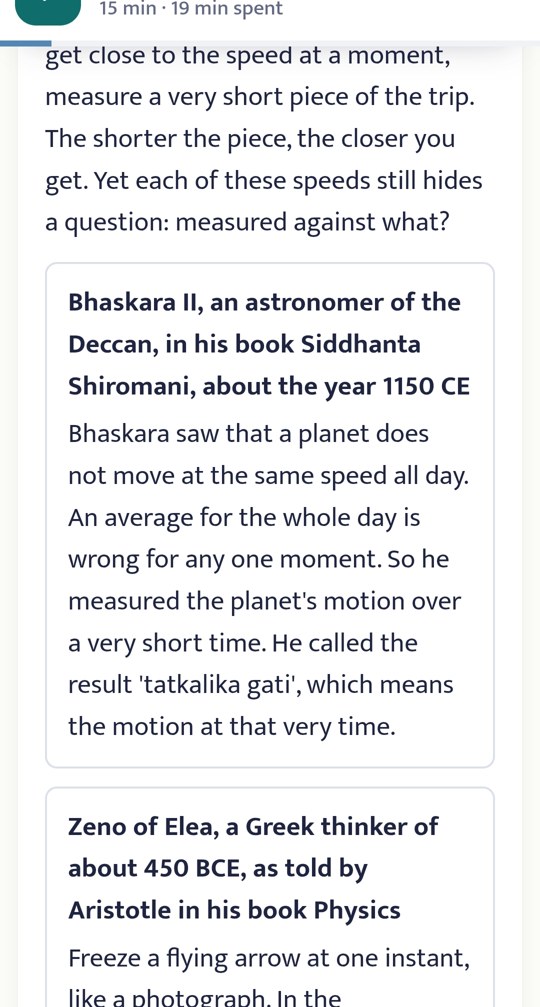 15 min · 19 min spent
get close to the speed at a moment,
measure a very short piece of the trip.
The shorter the piece, the closer you
get. Yet each of these speeds still hides
a question: measured against what?
Bhaskara II, an astronomer of the
Deccan, in his book Siddhanta
Shiromani, about the year 1150 CE
Bhaskara saw that a planet does
not move at the same speed all day.
An average for the whole day is
wrong for any one moment. So he
measured the planet's motion over
a very short time. He called the
result 'tatkalika gati', which means
the motion at that very time.
Zeno of Elea, a Greek thinker of
about 450 BCE, as told by
Aristotle in his book Physics
Freeze a flying arrow at one instant,
like a photograph. In the